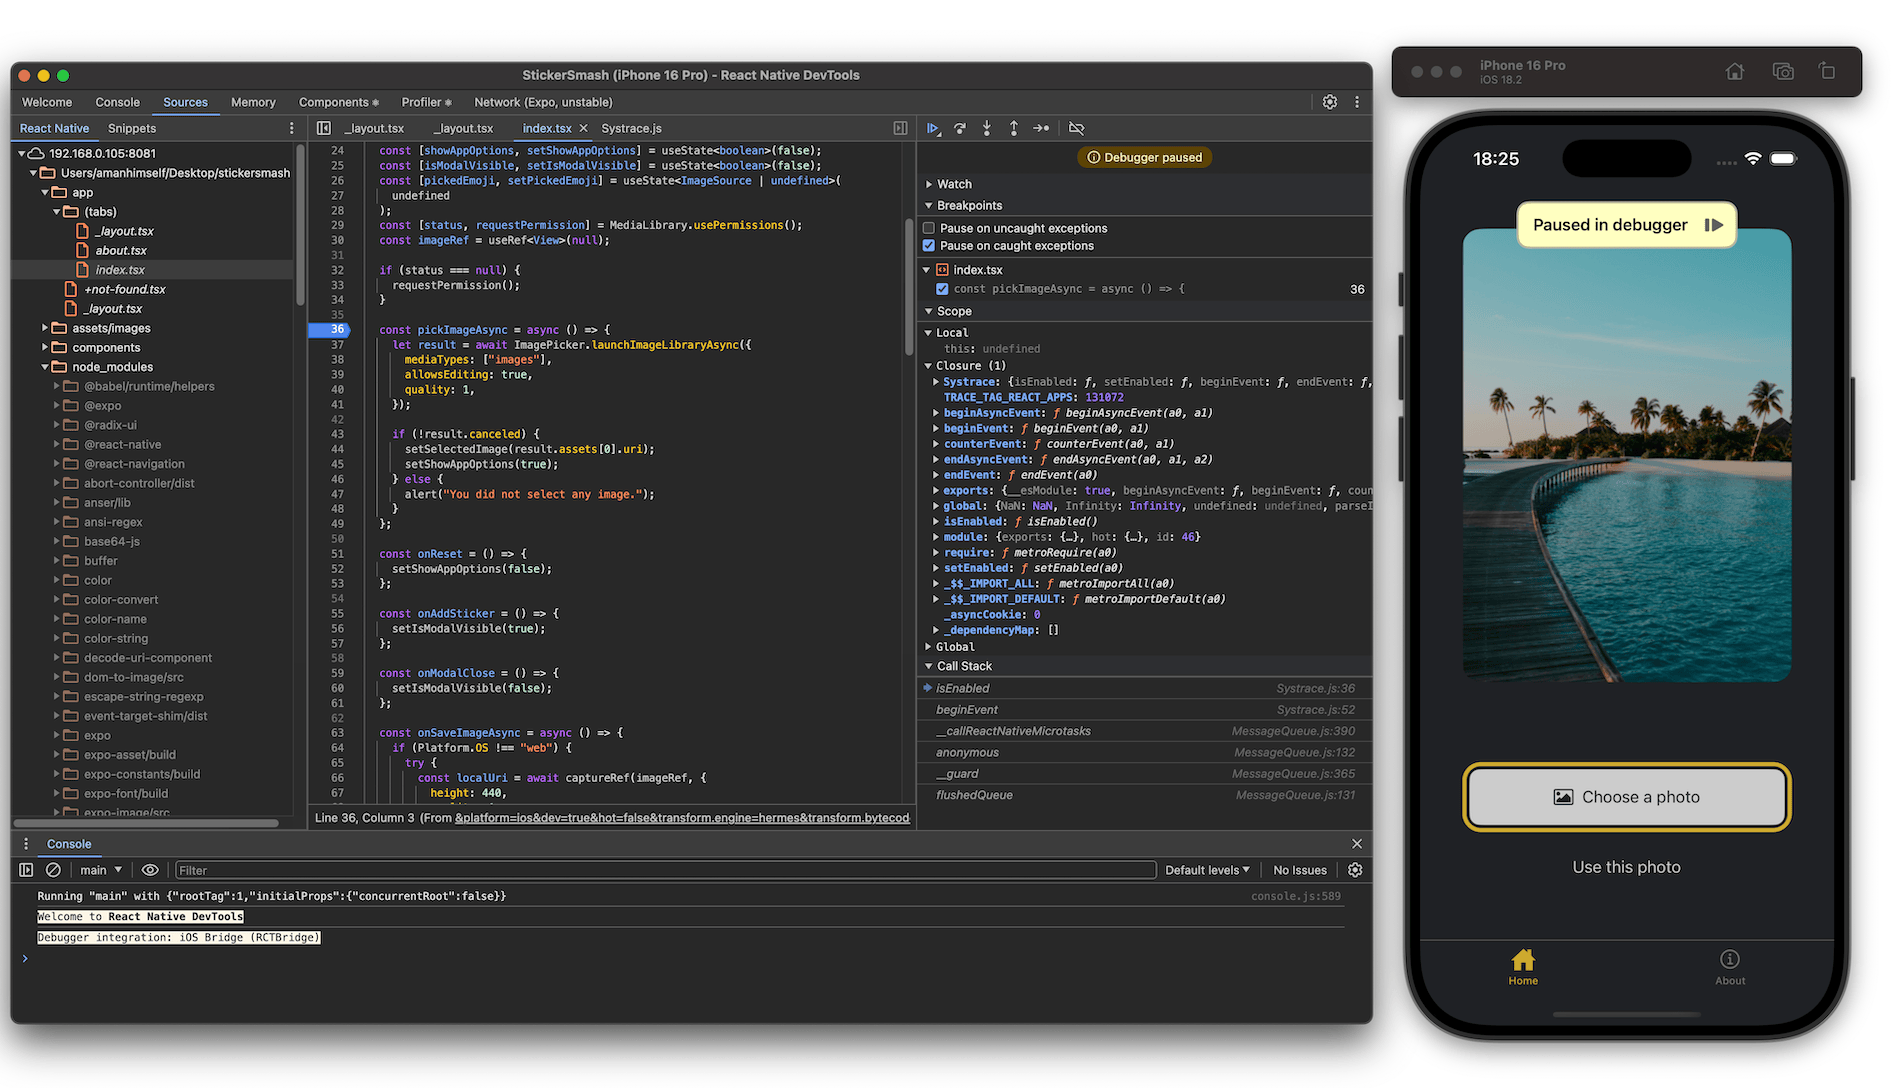 StickerSmash (iPhone 16 Pro) - React Native DevTools
Welcome Console Sources Memory Components Profiler Network (Expo, unstable)
React Native Snippets
192.168.0.105:8081
Users/amanhimself/Desktop/stickersmash
app
(tabs)
_layout.tsx
about.tsx
index.tsx
+not-found.tsx
_layout.tsx
assets/images
components
node_modules
@babel/runtime/helpers
@expo
@radix-ui
@react-native
@react-navigation
abort-controller/dist
anser/lib
ansi-regex
base64-js
buffer
color
color-convert
color-name
color-string
decode-uri-component
dom-to-image/src
escape-string-regexp
event-target-shim/dist
expo
expo-asset/build
expo-constants/build
expo-font/build
expo-image/src
_layout.tsx _layout.tsx index.tsx Systrace.js
24 const [showAppOptions, setShowAppOptions] = useState<boolean>(false);
25 const [isModalVisible, setIsModalVisible] = useState<boolean>(false);
26 const [pickedEmoji, setPickedEmoji] = useState<ImageSource | undefined>(
27 undefined
28 );
29 const [status, requestPermission] = MediaLibrary.usePermissions();
30 const imageRef = useRef<View>(null);
31
32 if (status === null) {
33 requestPermission();
34 }
35
36 const pickImageAsync = async () => {
37 let result = await ImagePicker.launchImageLibraryAsync({
38 mediaTypes: ["images"],
39 allowsEditing: true,
40 quality: 1,
41 });
42
43 if (!result.canceled) {
44 setSelectedImage(result.assets[0].uri);
45 setShowAppOptions(true);
46 } else {
47 alert("You did not select any image.");
48 }
49 };
50
51 const onReset = () => {
52 setShowAppOptions(false);
53 };
54
55 const onAddSticker = () => {
56 setIsModalVisible(true);
57 };
58
59 const onModalClose = () => {
60 setIsModalVisible(false);
61 };
62
63 const onSaveImageAsync = async () => {
64 if (Platform.OS !== "web") {
65 try {
66 const localUri = await captureRef(imageRef, {
67 height: 440,
Line 36, Column 3 (From &platform=ios&dev=true&hot=false&transform.engine=hermes&transform.bytecod
Debugger paused
Watch
Breakpoints
Pause on uncaught exceptions
Pause on caught exceptions
index.tsx
const pickImageAsync = async () => { 36
Scope
Local
this: undefined
Closure (1)
Systrace: {isEnabled: ƒ, setEnabled: ƒ, beginEvent: ƒ, endEvent: ƒ,
TRACE_TAG_REACT_APPS: 131072
beginAsyncEvent: ƒ beginAsyncEvent(a0, a1)
beginEvent: ƒ beginEvent(a0, a1)
counterEvent: ƒ counterEvent(a0, a1)
endAsyncEvent: ƒ endAsyncEvent(a0, a1, a2)
endEvent: ƒ endEvent(a0)
exports: {__esModule: true, beginAsyncEvent: ƒ, beginEvent: ƒ, coun
global: {NaN: NaN, Infinity: Infinity, undefined: undefined, parseI
isEnabled: ƒ isEnabled()
module: {exports: {…}, hot: {…}, id: 46}
require: ƒ metroRequire(a0)
setEnabled: ƒ setEnabled(a0)
_$$_IMPORT_ALL: ƒ metroImportAll(a0)
_$$_IMPORT_DEFAULT: ƒ metroImportDefault(a0)
_asyncCookie: 0
_dependencyMap: []
Global
Call Stack
isEnabled Systrace.js:36
beginEvent Systrace.js:52
__callReactNativeMicrotasks MessageQueue.js:390
anonymous MessageQueue.js:132
__guard MessageQueue.js:365
flushedQueue MessageQueue.js:131
Console
main Filter Default levels No Issues
Running "main" with {"rootTag":1,"initialProps":{"concurrentRoot":false}} console.js:589
Welcome to React Native DevTools
Debugger integration: iOS Bridge (RCTBridge)
iPhone 16 Pro
iOS 18.2
18:25
Paused in debugger
Choose a photo
Use this photo
Home About